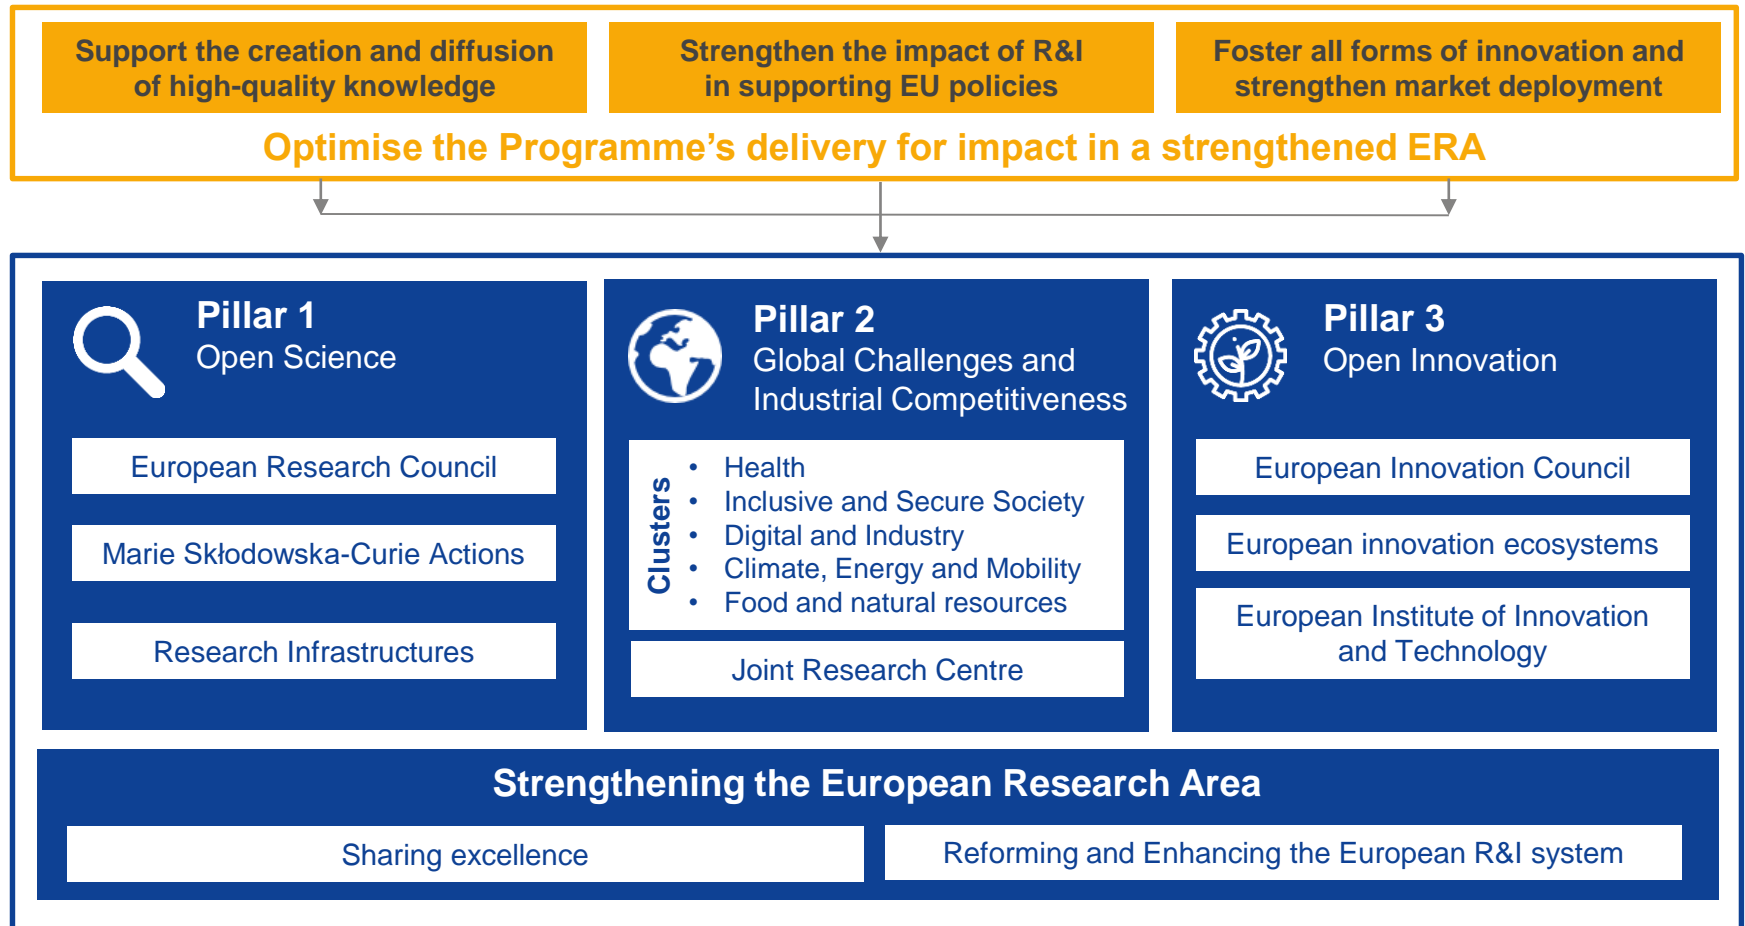 Support the creation and diffusion
of high-quality knowledge
Strengthen the impact of R&I
in supporting EU policies
Foster all forms of innovation and
strengthen market deployment
Optimise the Programme’s delivery for impact in a strengthened ERA
Pillar 1
Open Science
European Research Council
Marie Skłodowska-Curie Actions
Research Infrastructures
Pillar 2
Global Challenges and
Industrial Competitiveness
Clusters
• Health
• Inclusive and Secure Society
• Digital and Industry
• Climate, Energy and Mobility
• Food and natural resources
Joint Research Centre
Pillar 3
Open Innovation
European Innovation Council
European innovation ecosystems
European Institute of Innovation
and Technology
Strengthening the European Research Area
Sharing excellence
Reforming and Enhancing the European R&I system